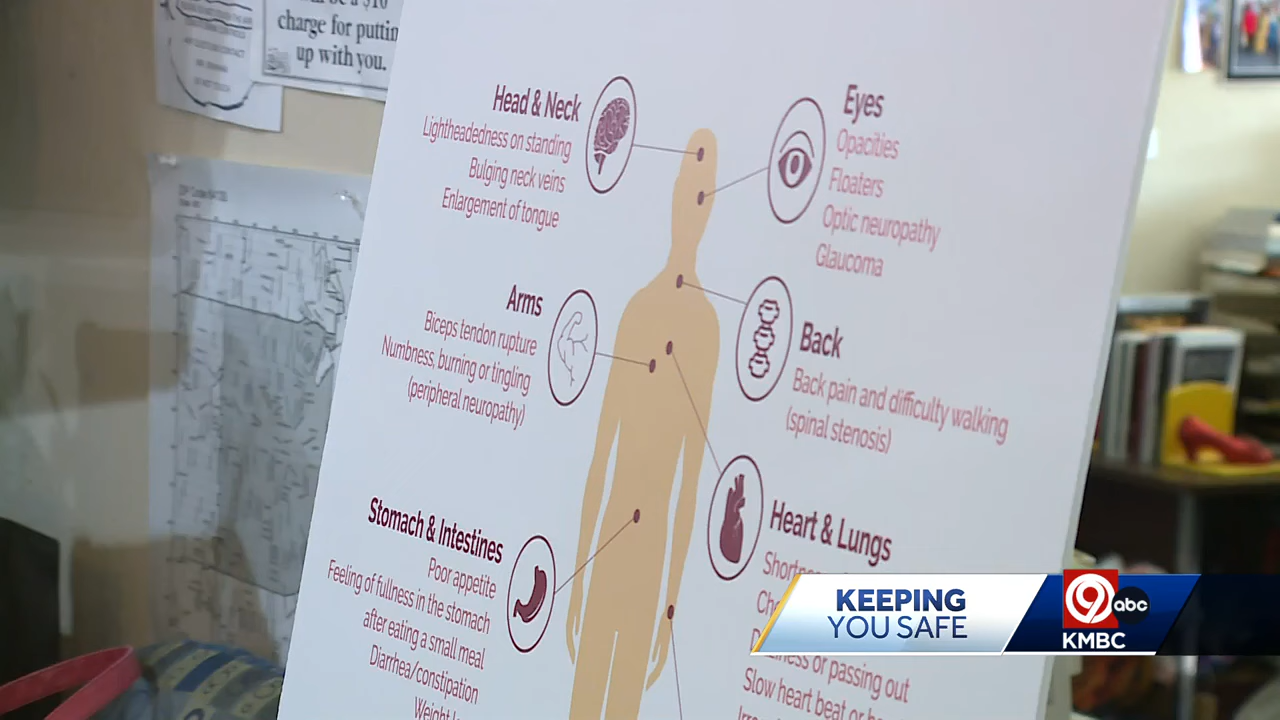 charge for puttin
up with you.
Head & Neck
Lightheadedness on standing
Bulging neck veins
Enlargement of tongue
Eyes
Opacities
Floaters
Optic neuropathy
Glaucoma
Arms
Biceps tendon rupture
Numbness, burning or tingling
(peripheral neuropathy)
Back
Back pain and difficulty walking
(spinal stenosis)
Stomach & Intestines
Poor appetite
Feeling of fullness in the stomach
after eating a small meal
Diarrhea/constipation
Heart & Lungs
or passing out
Slow heart beat or
KEEPING
YOU SAFE
9 abc
KMBC